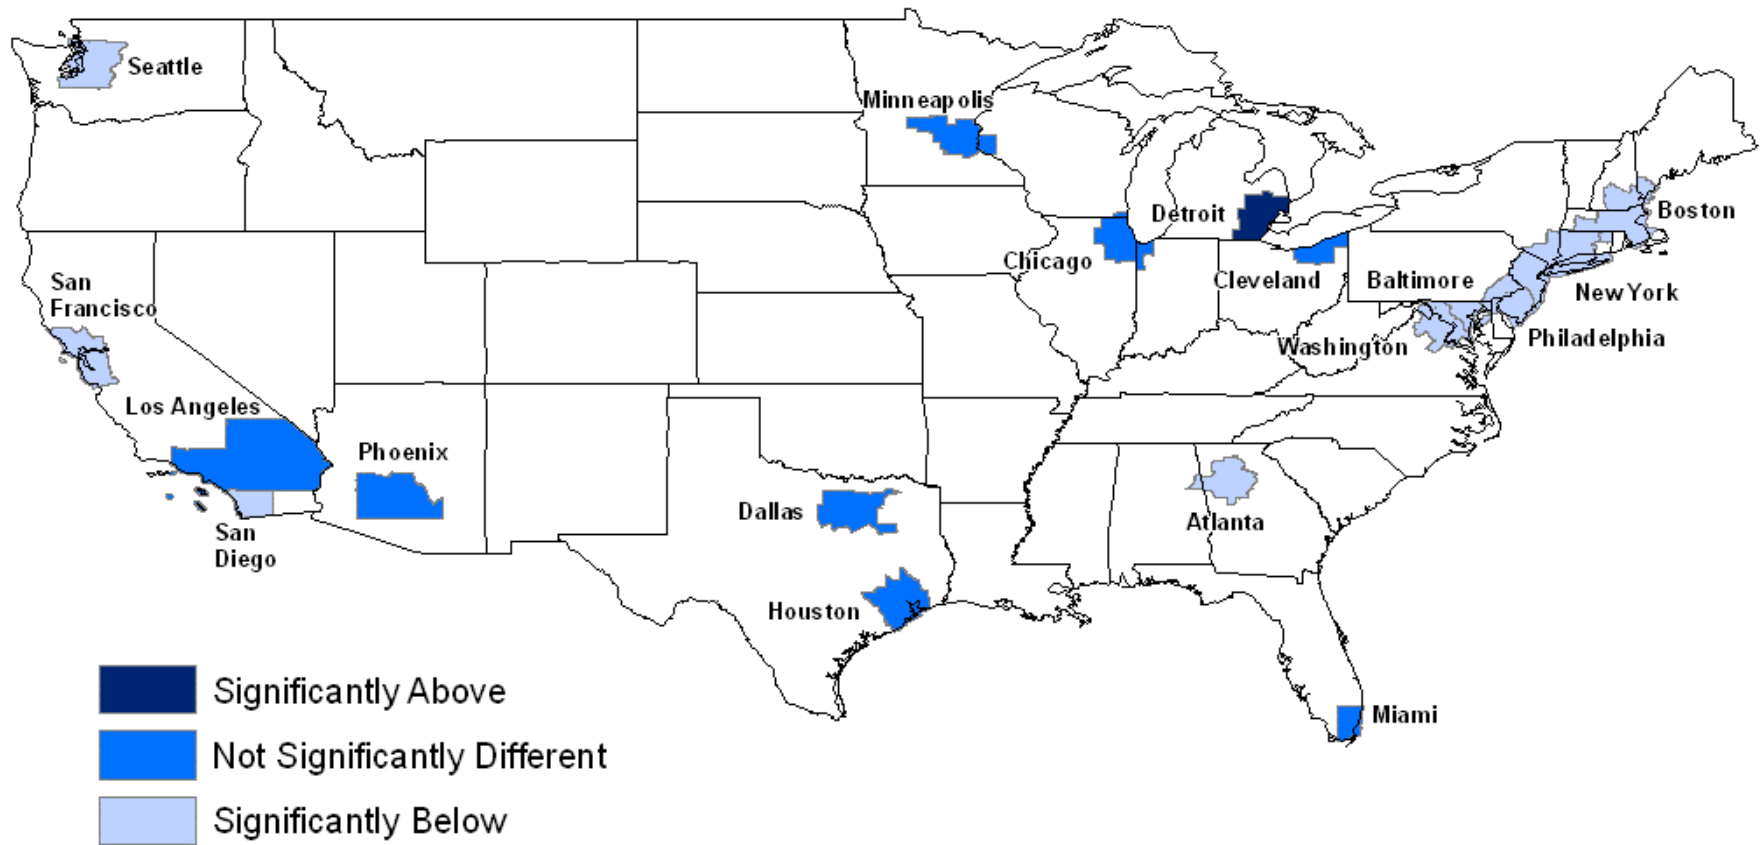 Seattle
Minneapolis
Detroit
Boston
Chicago
Cleveland
Baltimore
New York
San
Francisco
Washington
Philadelphia
Los Angeles
Phoenix
Dallas
Atlanta
San
Diego
Houston
Miami
Significantly Above
Not Significantly Different
Significantly Below